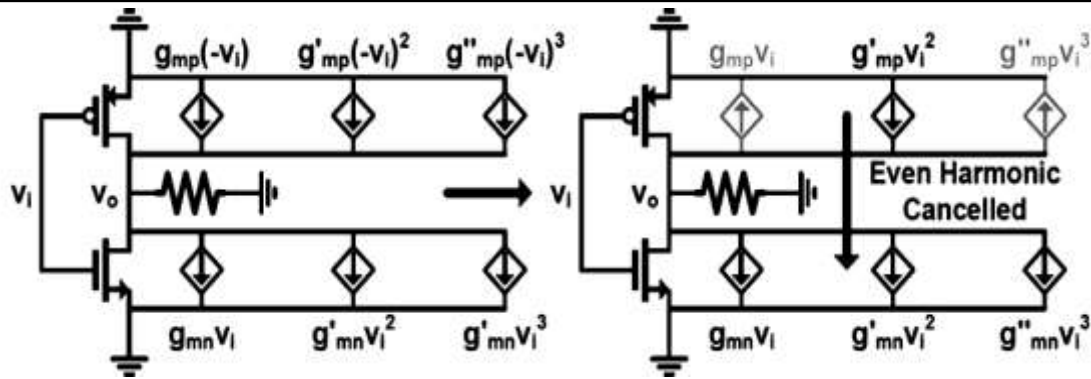 gmp(-vi) g'mp(-vi)2 g''mp(-vi)3
vi
vo
gmnvi g'mnvi2 g'mnvi3
gmpvi g'mpvi2 g''mpvi3
vi
vo
Even Harmonic
Cancelled
gmnvi g'mnvi2 g''mnvi3